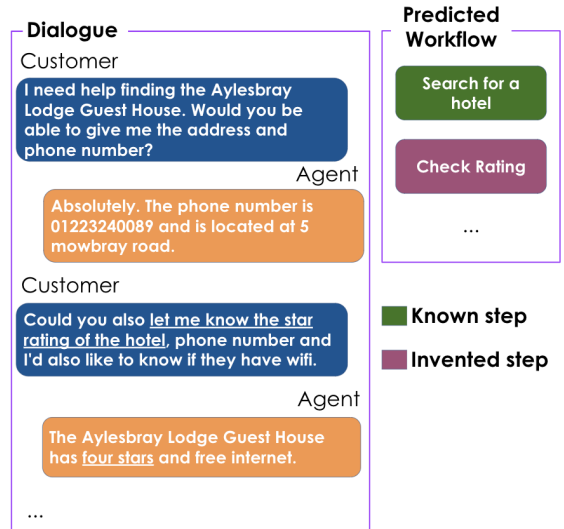 Dialogue
Customer
I need help finding the Aylesbray
Lodge Guest House. Would you be
able to give me the address and
phone number?
Agent
Absolutely. The phone number is
01223240089 and is located at 5
mowbray road.
Customer
Could you also let me know the star
rating of the hotel, phone number and
I'd also like to know if they have wifi.
Agent
The Aylesbray Lodge Guest House
has four stars and free internet.
...
Predicted
Workflow
Search for a
hotel
Check Rating
...
Known step
Invented step